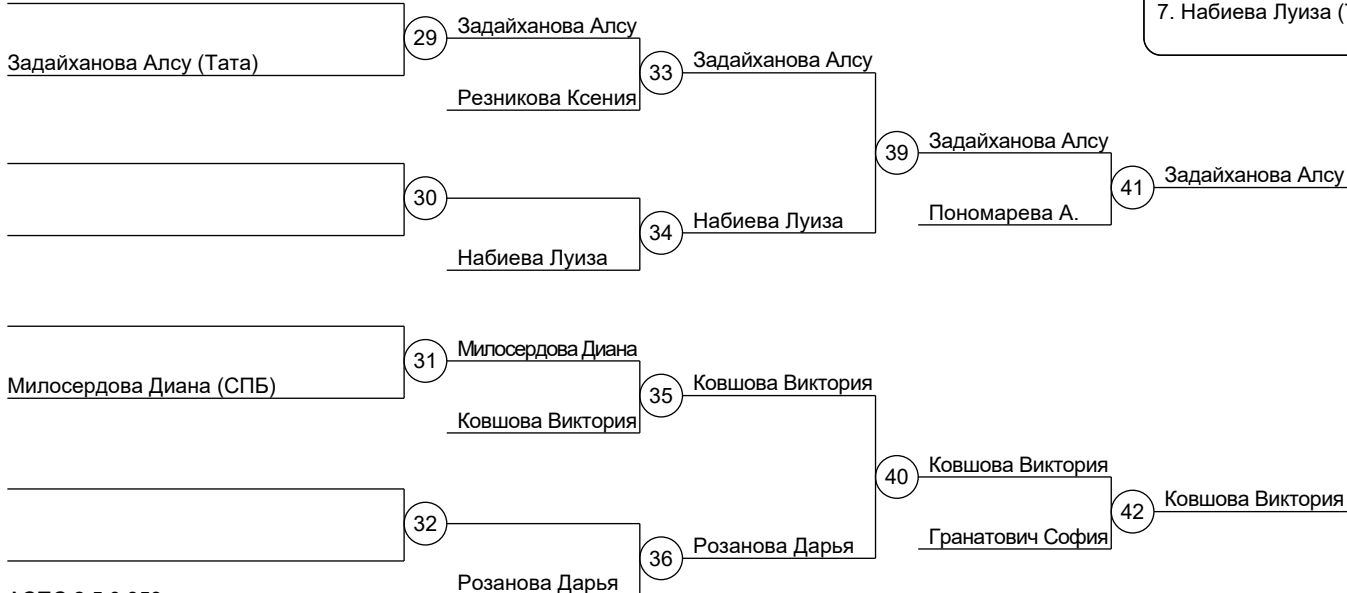 7. Набиева Луиза
29
Задайханова Алсу
Задайханова Алсу (Тата)
33
Задайханова Алсу
Резникова Ксения
39
Задайханова Алсу
41
Задайханова Алсу
30
Пономарева А.
34
Набиева Луиза
Набиева Луиза
31
Милосердова Диана
Милосердова Диана (СПБ)
35
Ковшова Виктория
Ковшова Виктория
40
Ковшова Виктория
42
Ковшова Виктория
32
Гранатович София
36
Розанова Дарья
Розанова Дарья